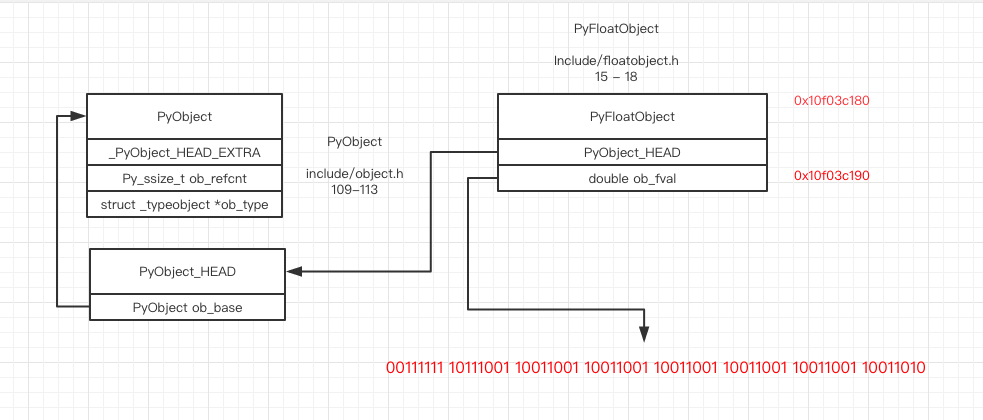 PyFloatObject
Include/floatobject.h
15 – 18
PyObject
_PyObject_HEAD_EXTRA
Py_ssize_t ob_refcnt
struct _typeobject *ob_type
PyObject
include/object.h
109–113
PyFloatObject
PyObject_HEAD
double ob_fval
0x10f03c180
0x10f03c190
PyObject_HEAD
PyObject ob_base
00111111 10111001 10011001 10011001 10011001 10011001 10011001 10011010